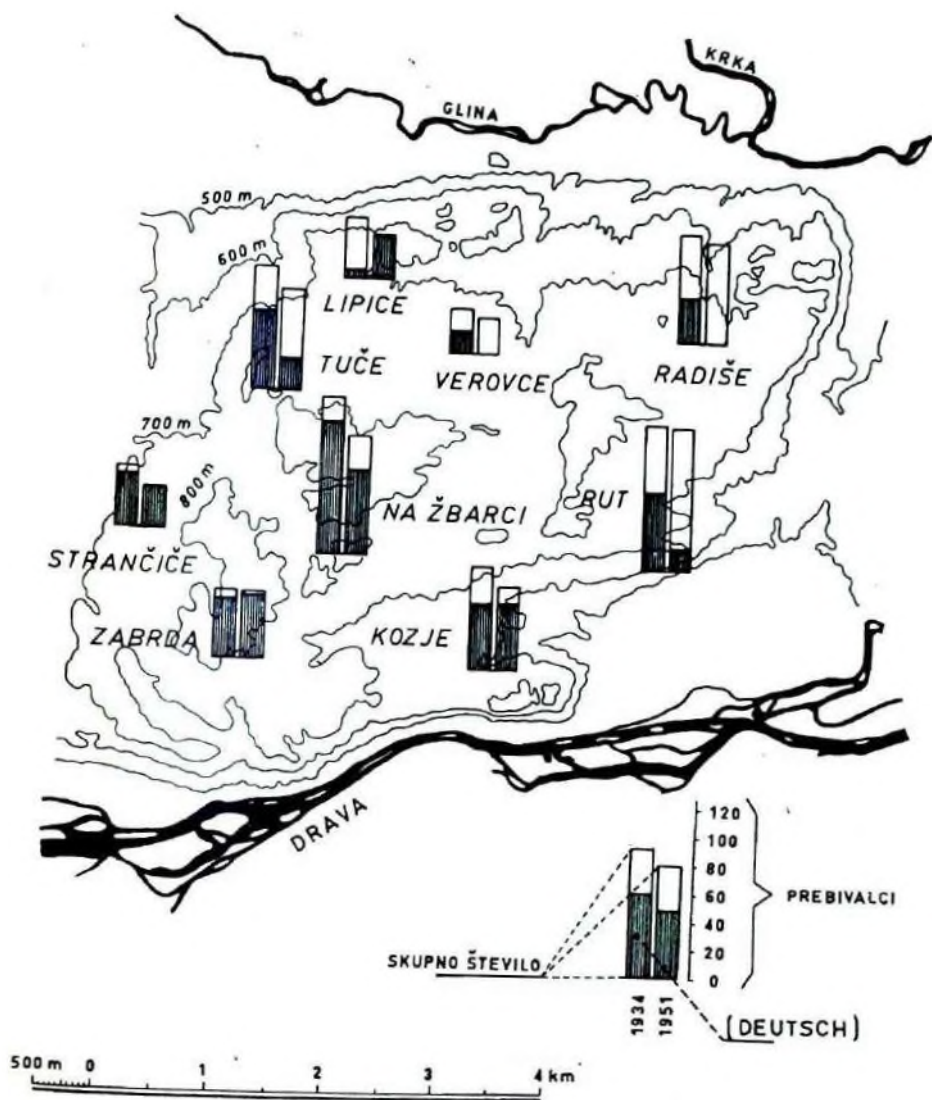 KRKA
GLINA
500 m
600 m
LIPICE
TUČE
VEROVCE
RADIŠE
700 m
800 m
NA ŽBARCI
RUT
STRANČIČE
ZABRDA
KOZJE
DRAVA
120
100
80
60
40
20
0
PREBIVALCI
SKUPNO ŠTEVILO
1934
1951
(DEUTSCH)
500 m 0 1 2 3 4 km